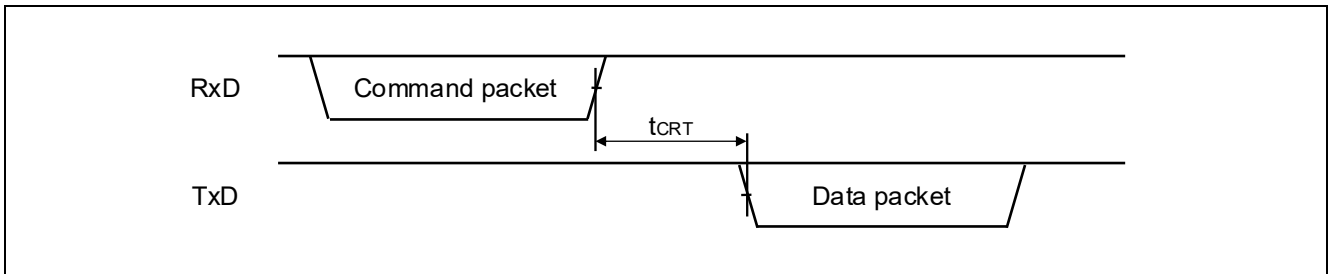 RxD
Command packet
tCRT
TxD
Data packet